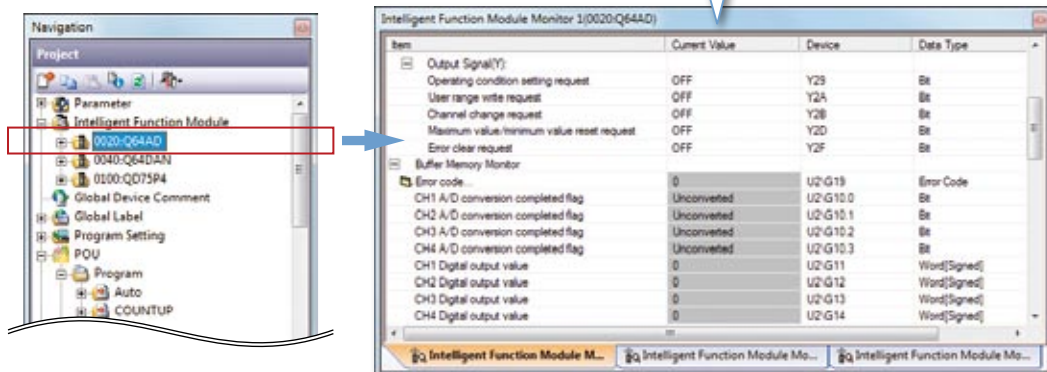 Navigation
Project
Parameter
Intelligent Function Module
0020:Q64AD
0040:Q64DAN
0100:QD75P4
Global Device Comment
Global Label
Program Setting
POU
Program
Auto
COUNTUP
Intelligent Function Module Monitor 1(0020:Q64AD)
Item Current Value Device Data Type
Output Signal(Y):
Operating condition setting request OFF Y29 Bit
User range write request OFF Y2A Bit
Channel change request OFF Y2B Bit
Maximum value/minimum value reset request OFF Y2D Bit
Error clear request OFF Y2F Bit
Buffer Memory Monitor
Error code... 0 U2\G19 Error Code
CH1 A/D conversion completed flag Unconverted U2\G10.0 Bit
CH2 A/D conversion completed flag Unconverted U2\G10.1 Bit
CH3 A/D conversion completed flag Unconverted U2\G10.2 Bit
CH4 A/D conversion completed flag Unconverted U2\G10.3 Bit
CH1 Digital output value 0 U2\G11 Word[Signed]
CH2 Digital output value 0 U2\G12 Word[Signed]
CH3 Digital output value 0 U2\G13 Word[Signed]
CH4 Digital output value 0 U2\G14 Word[Signed]
Intelligent Function Module M... Intelligent Function Module Mo... Intelligent Function Module Mo...